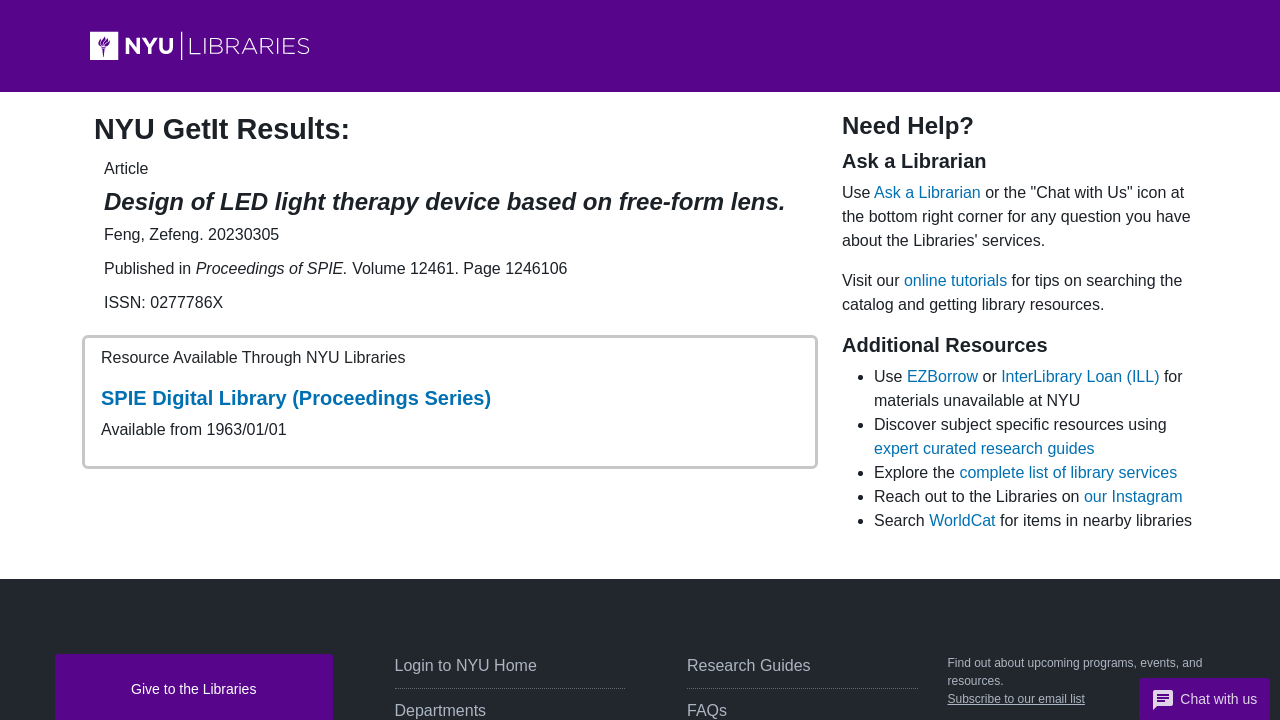 NYU | LIBRARIES
NYU GetIt Results:
Article
Design of LED light therapy device based on free-form lens.
Feng, Zefeng. 20230305
Published in Proceedings of SPIE. Volume 12461. Page 1246106
ISSN: 0277786X
Resource Available Through NYU Libraries
SPIE Digital Library (Proceedings Series)
Available from 1963/01/01
Need Help?
Ask a Librarian
Use Ask a Librarian or the "Chat with Us" icon at
the bottom right corner for any question you have
about the Libraries' services.
Visit our online tutorials for tips on searching the
catalog and getting library resources.
Additional Resources
• Use EZBorrow or InterLibrary Loan (ILL) for
materials unavailable at NYU
• Discover subject specific resources using
expert curated research guides
• Explore the complete list of library services
• Reach out to the Libraries on our Instagram
• Search WorldCat for items in nearby libraries
Give to the Libraries
Login to NYU Home
Departments
Research Guides
FAQs
Find out about upcoming programs, events, and
resources.
Subscribe to our email list
Chat with us